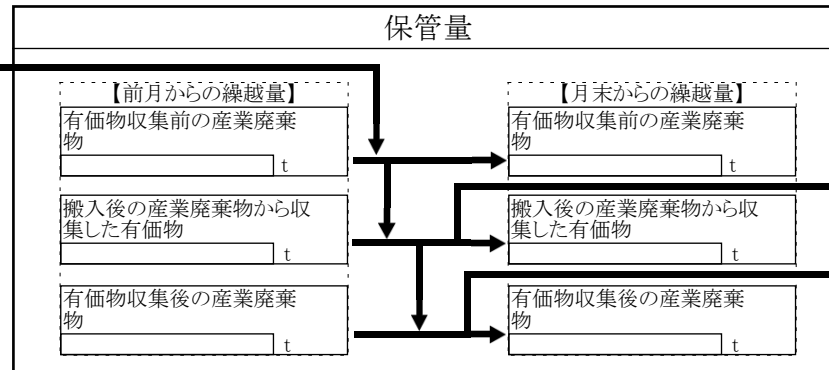 保管量
【前月からの繰越量】
有価物収集前の産業廃棄
物
t
搬入後の産業廃棄物から収
集した有価物
t
有価物収集後の産業廃棄
物
t
【月末からの繰越量】
有価物収集前の産業廃棄
物
t
搬入後の産業廃棄物から収
集した有価物
t
有価物収集後の産業廃棄
物
t